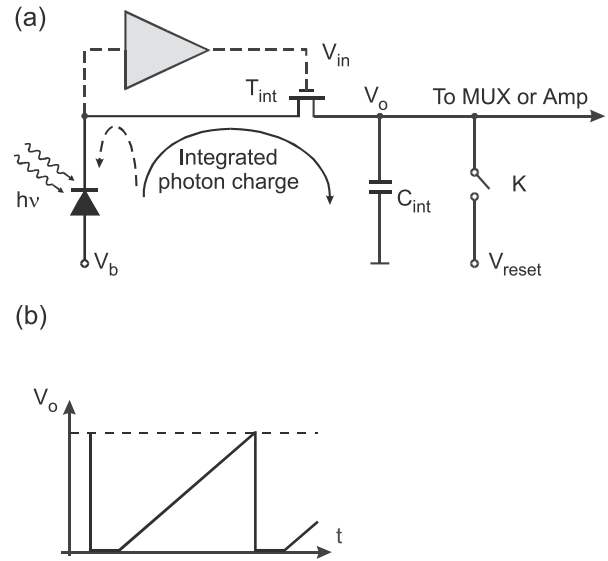 (a)
V_in
T_int
V_o
To MUX or Amp
Integrated
photon charge
hν
C_int
K
V_b
V_reset
(b)
V_o
t